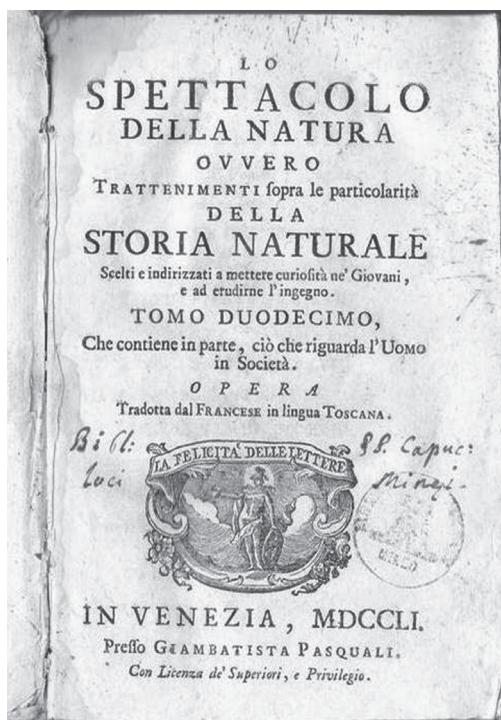 LO
SPETTACOLO
DELLA NATURA
OVVERO
TRATTENIMENTI ſopra le particolarità
DELLA
STORIA NATURALE
Scelti e indirizzati a mettere curioſità ne' Giovani,
e ad erudirne l'ingegno.
TOMO DUODECIMO,
Che contiene in parte, ciò che riguarda l'UOMO
in Società.
OPERA
Tradotta dal FRANCESE in lingua TOSCANA.
Bibl: SS. Capuc:
LA FELICITA' DELLE LETTERE
loci
IN VENEZIA, MDCCLI.
Preſſo GIAMBATISTA PASQUALI.
Con Licenza de' Superiori, e Privilegio.